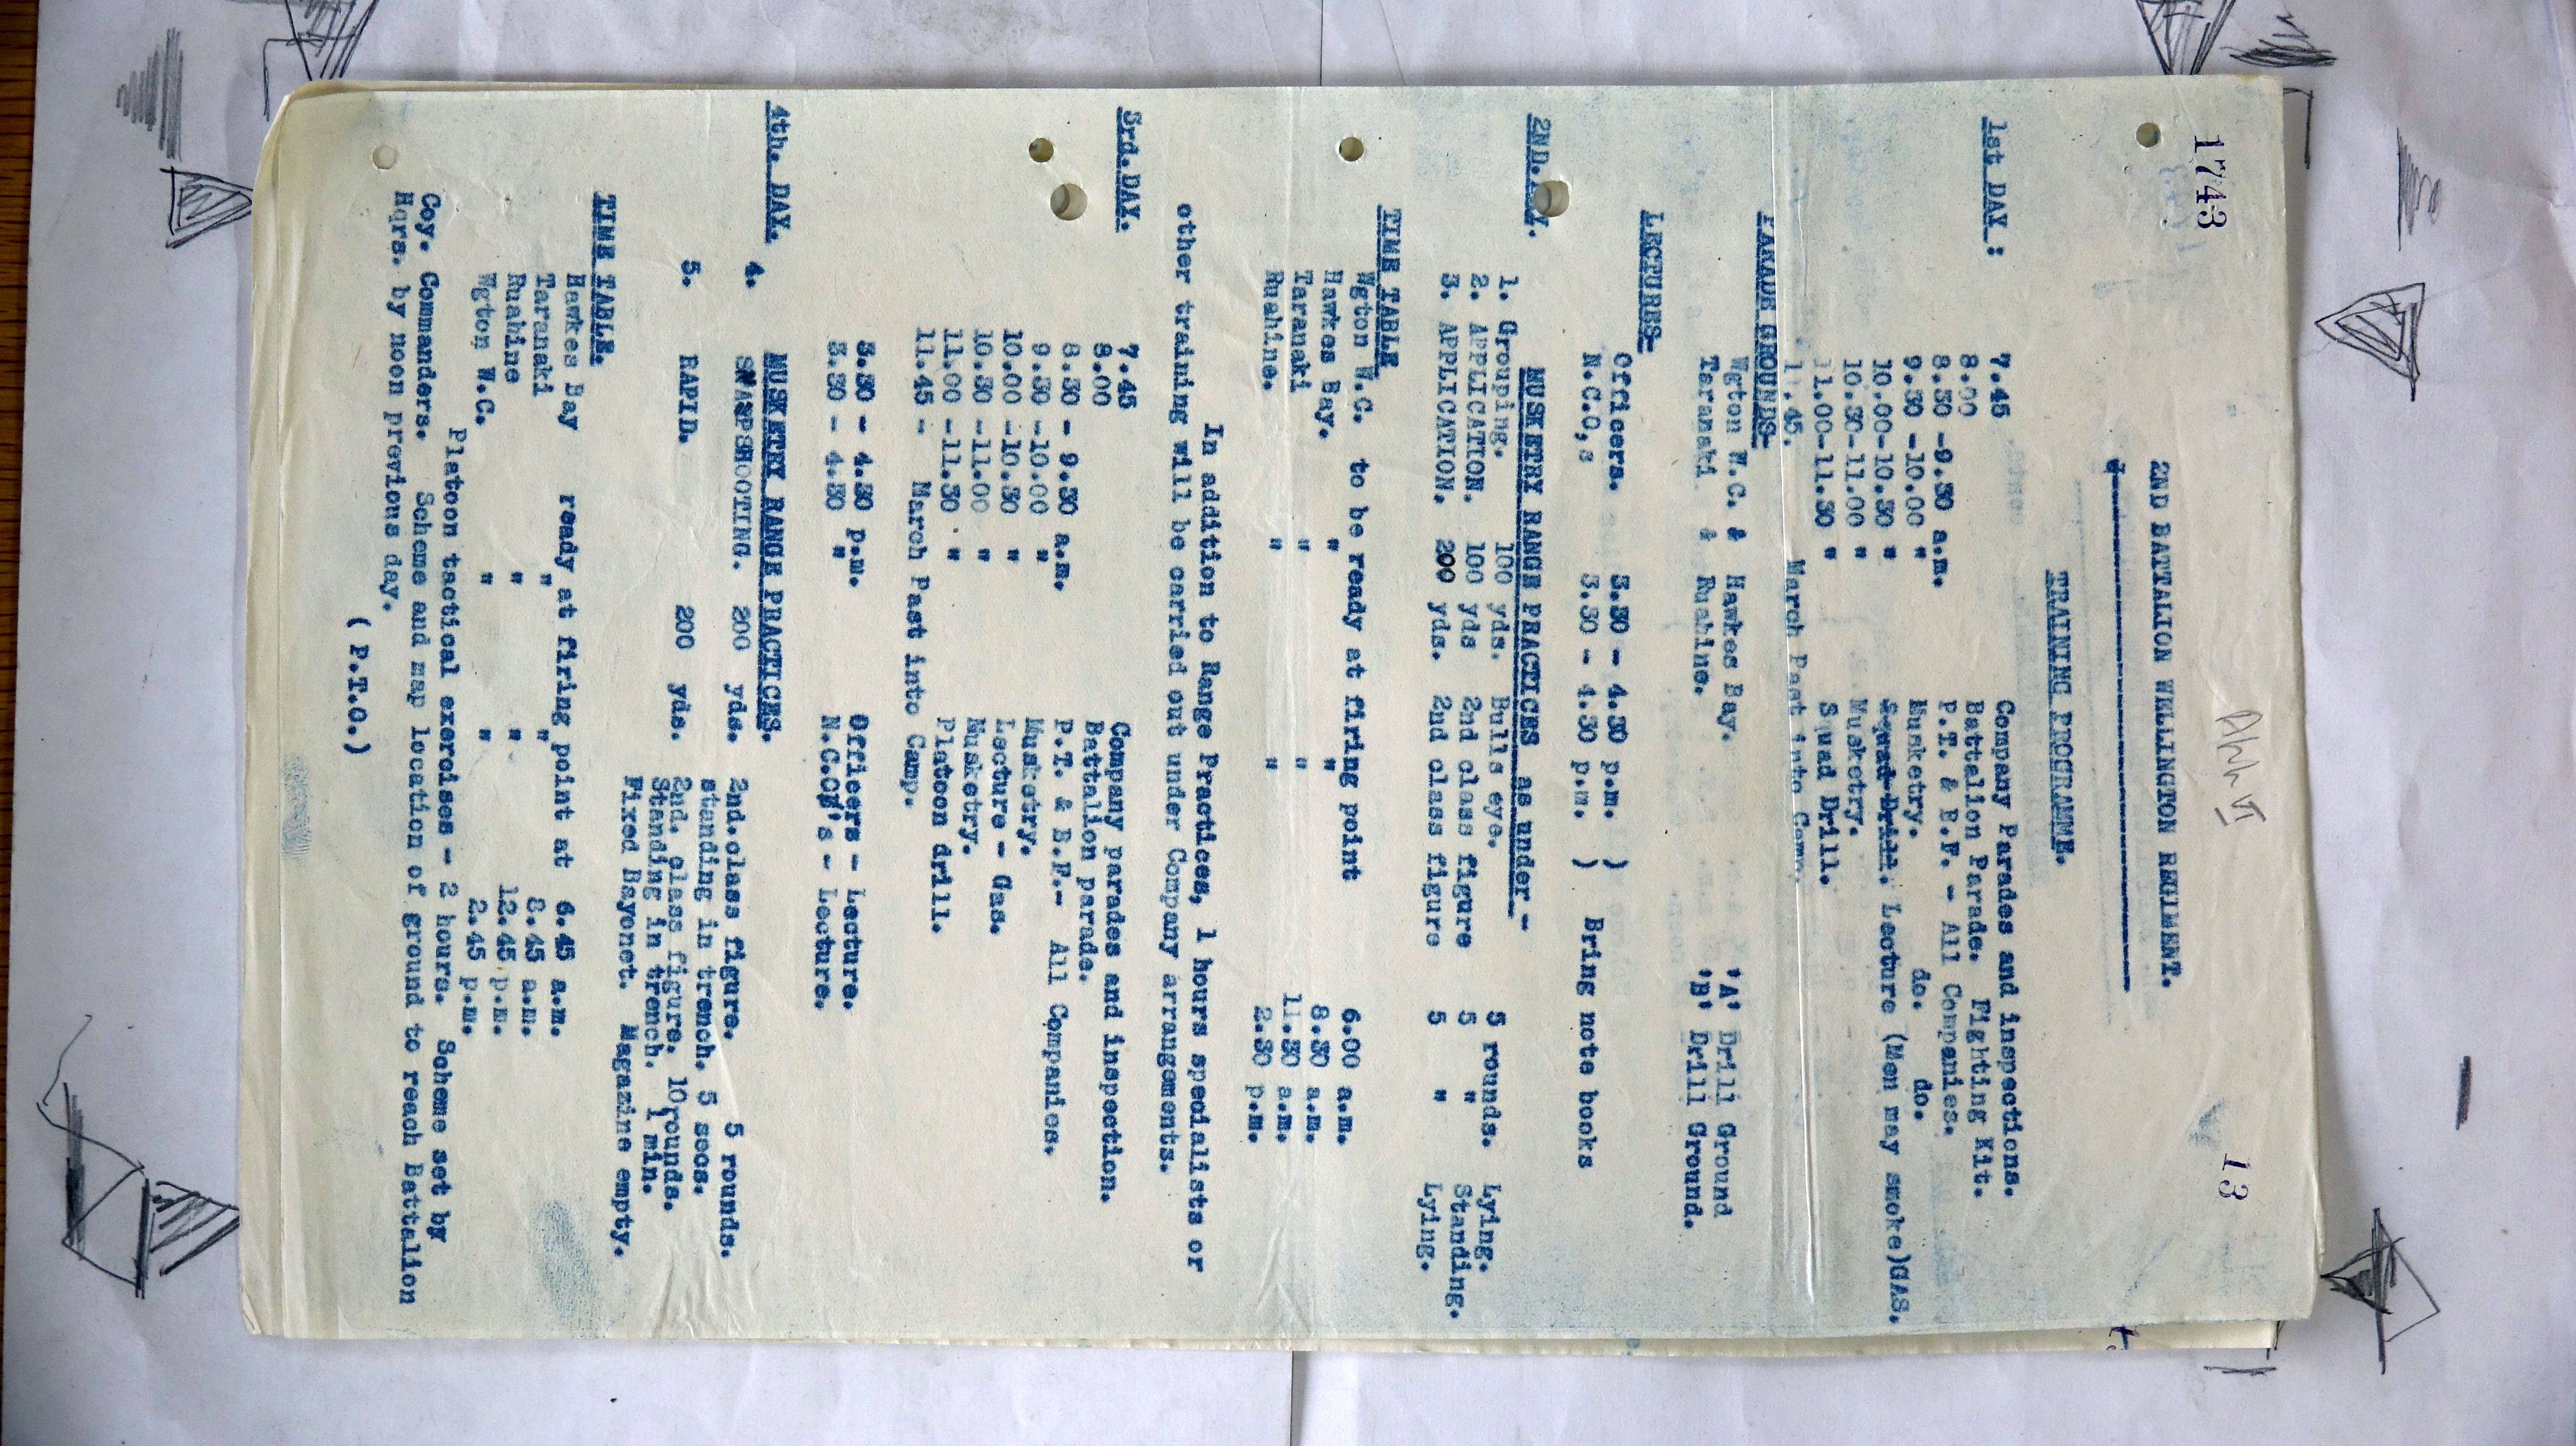 1743
App VI
13
2ND BATTALION WELLINGTON REGIMENT.
TRAINING PROGRAMME.
1st DAY : 7.45 Company Parades and inspections.
8.00 Battalion Parade. Fighting Kit.
8.30 -9.30 a.m. P.T. & B.F. - All Companies.
9.30 -10.00 " Musketry. do. do.
10.00-10.30 " Squad Drill. Lecture (Men may smoke)GAS.
10.30-11.00 " Musketry.
11.00-11.30 " Squad Drill.
11.45. March Past into Camp.
PARADE GROUNDS-
Wgton W.C. & Hawkes Bay. 'A' Drill Ground
Taranaki & Ruahine. 'B' Drill Ground.
LECTURES-
Officers. 3.30 - 4.30 p.m. )
N.C.O,s 3.30 - 4.30 p.m. ) Bring note books
2ND. DAY. MUSKETRY RANGE PRACTICES as under -
1. Grouping. 100 yds. Bulls eye. 5 rounds. Lying.
2. APPLICATION. 100 yds 2nd class figure 5 " Standing.
3. APPLICATION. 200 yds. 2nd class figure 5 " Lying.
TIME TABLE
Wgton W.C. to be ready at firing point 6.00 a.m.
Hawkes Bay. " " 8.30 a.m.
Taranaki " " 11.30 a.m.
Ruahine. " " 2.30 p.m.
In addition to Range Practices, 1 hours specialists or
other training will be carried out under Company arrangements.
3rd.DAY. 7.45 Company parades and inspection.
8.00 Battalion parade.
8.30 - 9.30 a.m. P.T. & B.F.- All Companies.
9.30 -10.00 " Musketry.
10.00 -10.30 " Lecture - Gas.
10.30 -11.00 " Musketry.
11.00 -11.30 " Platoon drill.
11.45 - March Past into Camp.
3.30 - 4.30 p.m. Officers - Lecture.
3.30 - 4.30 " N.C.O's - Lecture.
4th. DAY. MUSKETRY RANGE PRACTICES.
4. SNAPSHOOTING. 200 yds. 2nd.class figure. 5 rounds.
standing in trench. 5 secs.
5. RAPID. 200 yds. 2nd. class figure. 10 rounds.
Standing in trench. 1 min.
Fixed Bayonet. Magazine empty.
TIME TABLE.
Hawkes Bay ready at firing point at 6.45 a.m.
Taranaki " " 8.45 a.m.
Ruahine " " 12.45 p.m.
Wgton W.C. " " 2.45 p.m.
Platoon tactical exercises - 2 hours. Scheme set by
Coy. Commanders. Scheme and map location of ground to reach Battalion
Hqrs. by noon previous day.
( P.T.O.)